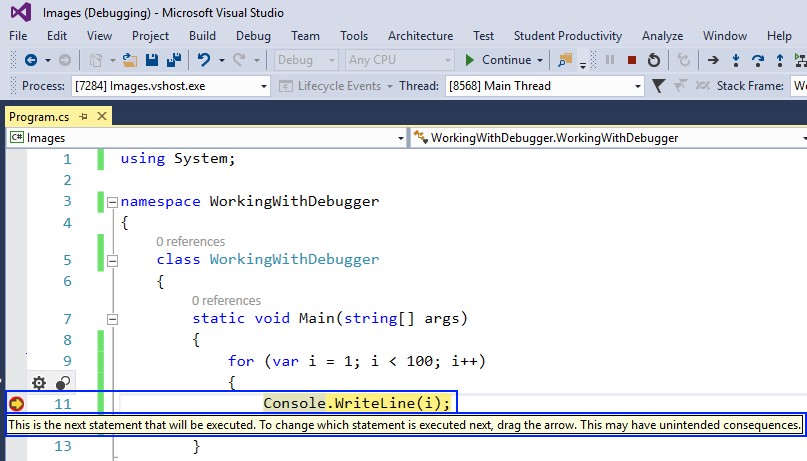 Images (Debugging) - Microsoft Visual Studio
File Edit View Project Build Debug Team Tools Architecture Test Student Productivity Analyze Window Help
Debug Any CPU Continue
Process: [7284] Images.vshost.exe Lifecycle Events Thread: [8568] Main Thread Stack Frame:
Program.cs
C# Images WorkingWithDebugger.WorkingWithDebugger
1 using System;
2
3 namespace WorkingWithDebugger
4 {
0 references
5 class WorkingWithDebugger
6 {
0 references
7 static void Main(string[] args)
8 {
9 for (var i = 1; i < 100; i++)
{
11 Console.WriteLine(i);
This is the next statement that will be executed. To change which statement is executed next, drag the arrow. This may have unintended consequences.
13 }